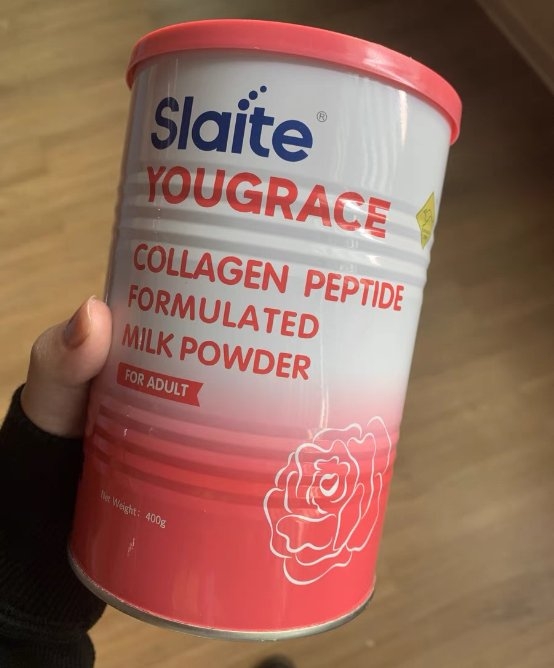 Slaite®
YOUGRACE
COLLAGEN PEPTIDE
FORMULATED
MILK POWDER
FOR ADULT
Net Weight: 400g